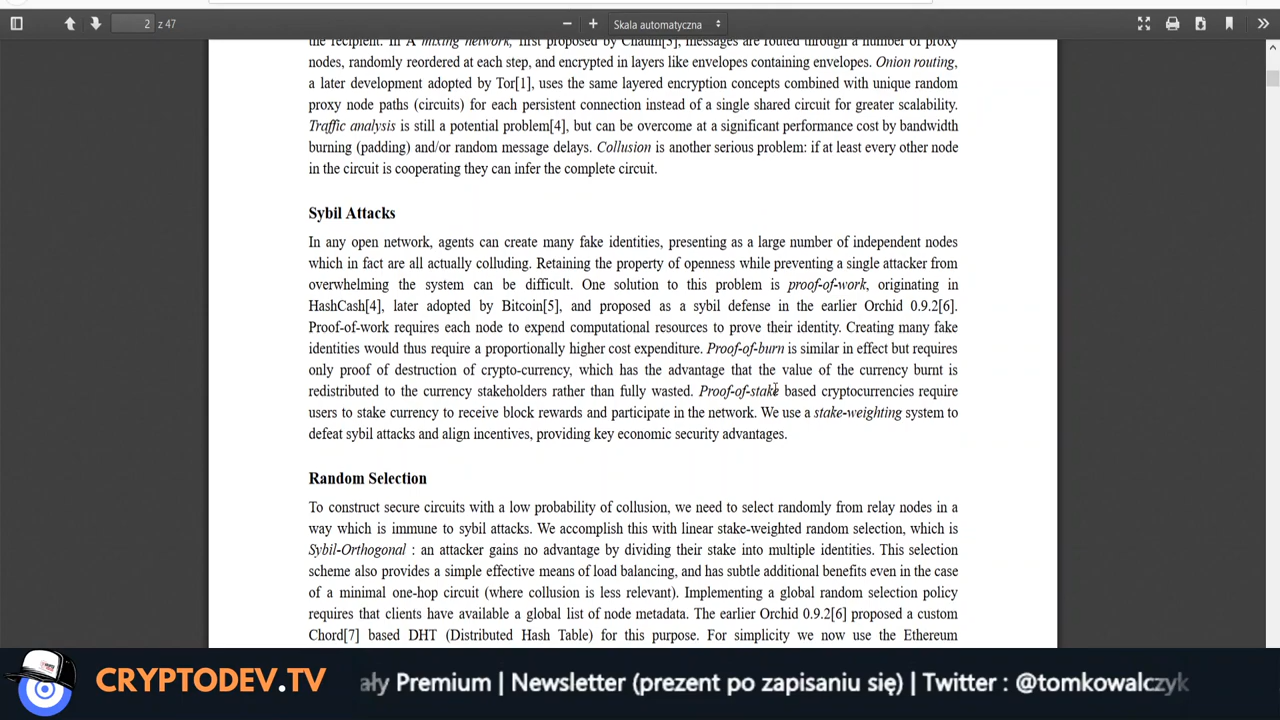 2 z 47 Skala automatyczna
the recipient. In A mixing network, first proposed by Chaum[3], messages are routed through a number of proxy
nodes, randomly reordered at each step, and encrypted in layers like envelopes containing envelopes. Onion routing,
a later development adopted by Tor[1], uses the same layered encryption concepts combined with unique random
proxy node paths (circuits) for each persistent connection instead of a single shared circuit for greater scalability.
Traffic analysis is still a potential problem[4], but can be overcome at a significant performance cost by bandwidth
burning (padding) and/or random message delays. Collusion is another serious problem: if at least every other node
in the circuit is cooperating they can infer the complete circuit.
Sybil Attacks
In any open network, agents can create many fake identities, presenting as a large number of independent nodes
which in fact are all actually colluding. Retaining the property of openness while preventing a single attacker from
overwhelming the system can be difficult. One solution to this problem is proof-of-work, originating in
HashCash[4], later adopted by Bitcoin[5], and proposed as a sybil defense in the earlier Orchid 0.9.2[6].
Proof-of-work requires each node to expend computational resources to prove their identity. Creating many fake
identities would thus require a proportionally higher cost expenditure. Proof-of-burn is similar in effect but requires
only proof of destruction of crypto-currency, which has the advantage that the value of the currency burnt is
redistributed to the currency stakeholders rather than fully wasted. Proof-of-stake based cryptocurrencies require
users to stake currency to receive block rewards and participate in the network. We use a stake-weighting system to
defeat sybil attacks and align incentives, providing key economic security advantages.
Random Selection
To construct secure circuits with a low probability of collusion, we need to select randomly from relay nodes in a
way which is immune to sybil attacks. We accomplish this with linear stake-weighted random selection, which is
Sybil-Orthogonal : an attacker gains no advantage by dividing their stake into multiple identities. This selection
scheme also provides a simple effective means of load balancing, and has subtle additional benefits even in the case
of a minimal one-hop circuit (where collusion is less relevant). Implementing a global random selection policy
requires that clients have available a global list of node metadata. The earlier Orchid 0.9.2[6] proposed a custom
Chord[7] based DHT (Distributed Hash Table) for this purpose. For simplicity we now use the Ethereum
CRYPTODEV.TV ały Premium | Newsletter (prezent po zapisaniu się) | Twitter : @tomkowalczyk